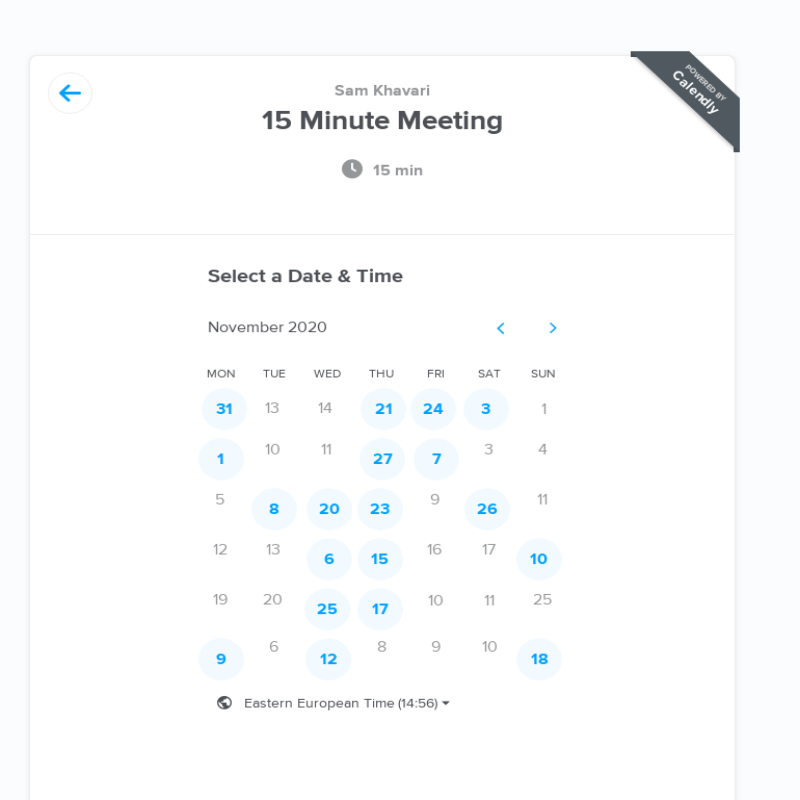 Sam Khavari
POWERED BY
Calendly
15 Minute Meeting
15 min
Select a Date & Time
November 2020
MON TUE WED THU FRI SAT SUN
31 13 14 21 24 3 1
1 10 11 27 7 3 4
5 8 20 23 9 26 11
12 13 6 15 16 17 10
19 20 25 17 10 11 25
9 6 12 8 9 10 18
Eastern European Time (14:56)